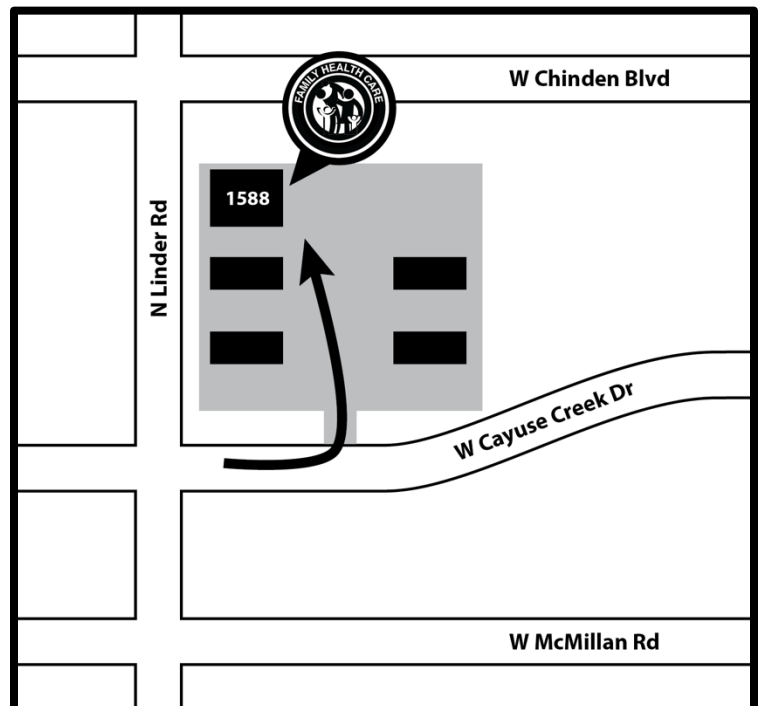 W Chinden Blvd
FAMILY HEALTH CARE
1588
N Linder Rd
W Cayuse Creek Dr
W McMillan Rd